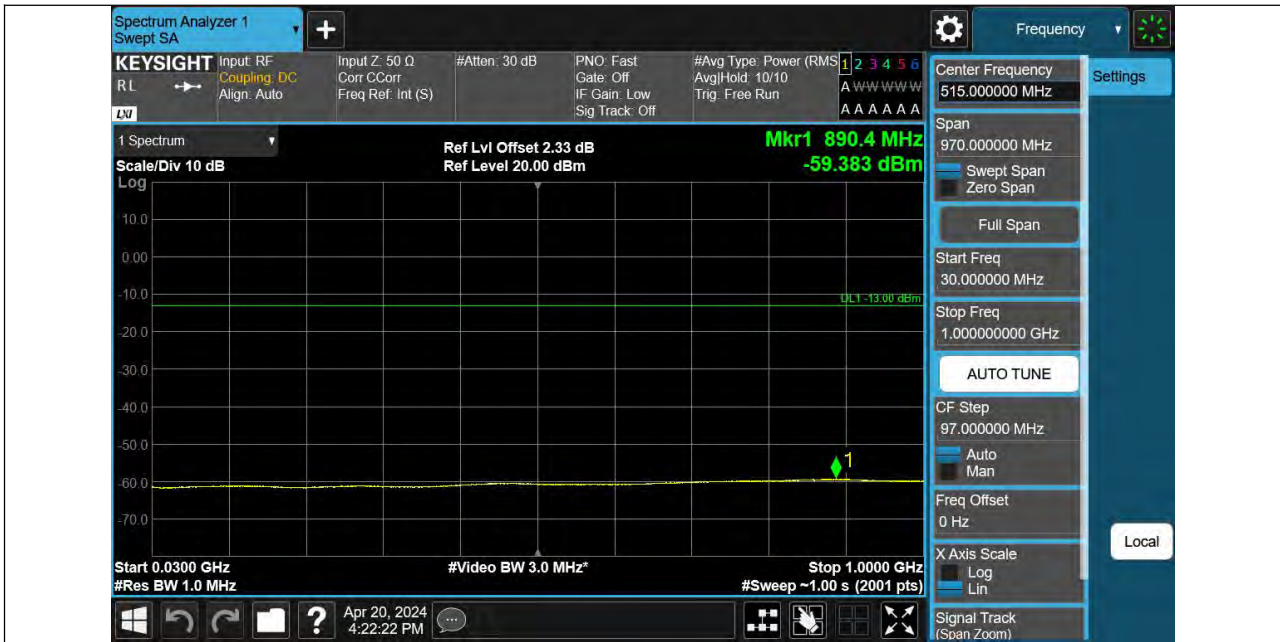 Spectrum Analyzer 1
Swept SA
Frequency
KEYSIGHT
RL
LXI
Input: RF
Coupling: DC
Align: Auto
Input Z: 50 Ω
Corr CCorr
Freq Ref: Int (S)
#Atten: 30 dB
PNO: Fast
Gate: Off
IF Gain: Low
Sig Track: Off
#Avg Type: Power (RMS
Avg|Hold: 10/10
Trig: Free Run
1 2 3 4 5 6
A W W W W W
A A A A A A
1 Spectrum
Scale/Div 10 dB
Ref Lvl Offset 2.33 dB
Ref Level 20.00 dBm
Mkr1 890.4 MHz
-59.383 dBm
Log
10.0
0.00
-10.0
-20.0
-30.0
-40.0
-50.0
-60.0
-70.0
DL1 -13.00 dBm
1
Start 0.0300 GHz
#Res BW 1.0 MHz
#Video BW 3.0 MHz*
Stop 1.0000 GHz
#Sweep ~1.00 s (2001 pts)
Apr 20, 2024
4:22:22 PM
Center Frequency
515.000000 MHz
Span
970.000000 MHz
Swept Span
Zero Span
Full Span
Start Freq
30.000000 MHz
Stop Freq
1.000000000 GHz
AUTO TUNE
CF Step
97.000000 MHz
Auto
Man
Freq Offset
0 Hz
X Axis Scale
Log
Lin
Signal Track
(Span Zoom)
Settings
Local